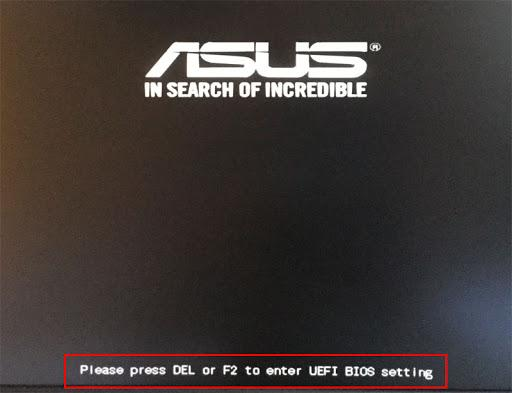 ASUS®
IN SEARCH OF INCREDIBLE
Please press DEL or F2 to enter UEFI BIOS setting